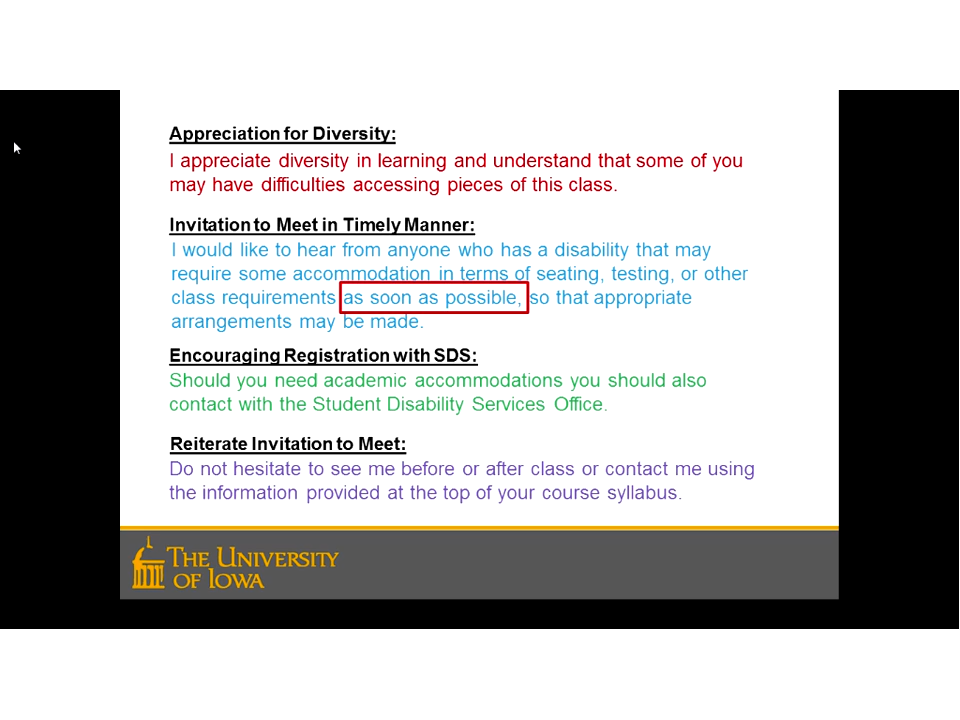 Appreciation for Diversity:
I appreciate diversity in learning and understand that some of you
may have difficulties accessing pieces of this class.
Invitation to Meet in Timely Manner:
I would like to hear from anyone who has a disability that may
require some accommodation in terms of seating, testing, or other
class requirements as soon as possible, so that appropriate
arrangements may be made.
Encouraging Registration with SDS:
Should you need academic accommodations you should also
contact with the Student Disability Services Office.
Reiterate Invitation to Meet:
Do not hesitate to see me before or after class or contact me using
the information provided at the top of your course syllabus.
THE UNIVERSITY
OF IOWA